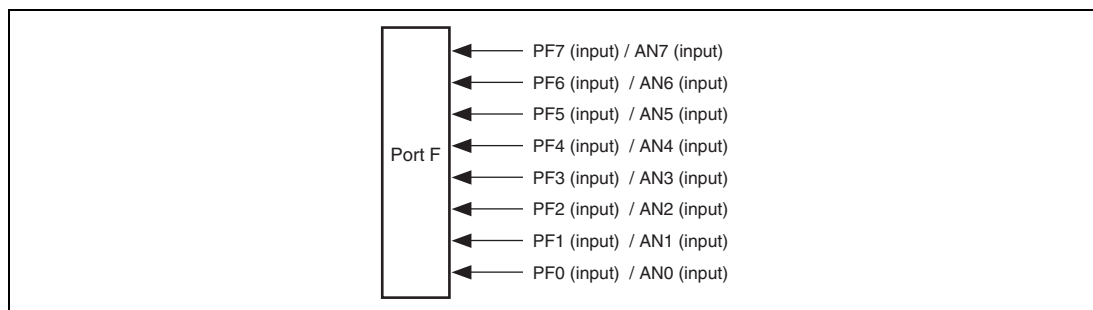 PF7 (input) / AN7 (input)
PF6 (input) / AN6 (input)
PF5 (input) / AN5 (input)
PF4 (input) / AN4 (input)
Port F
PF3 (input) / AN3 (input)
PF2 (input) / AN2 (input)
PF1 (input) / AN1 (input)
PF0 (input) / AN0 (input)